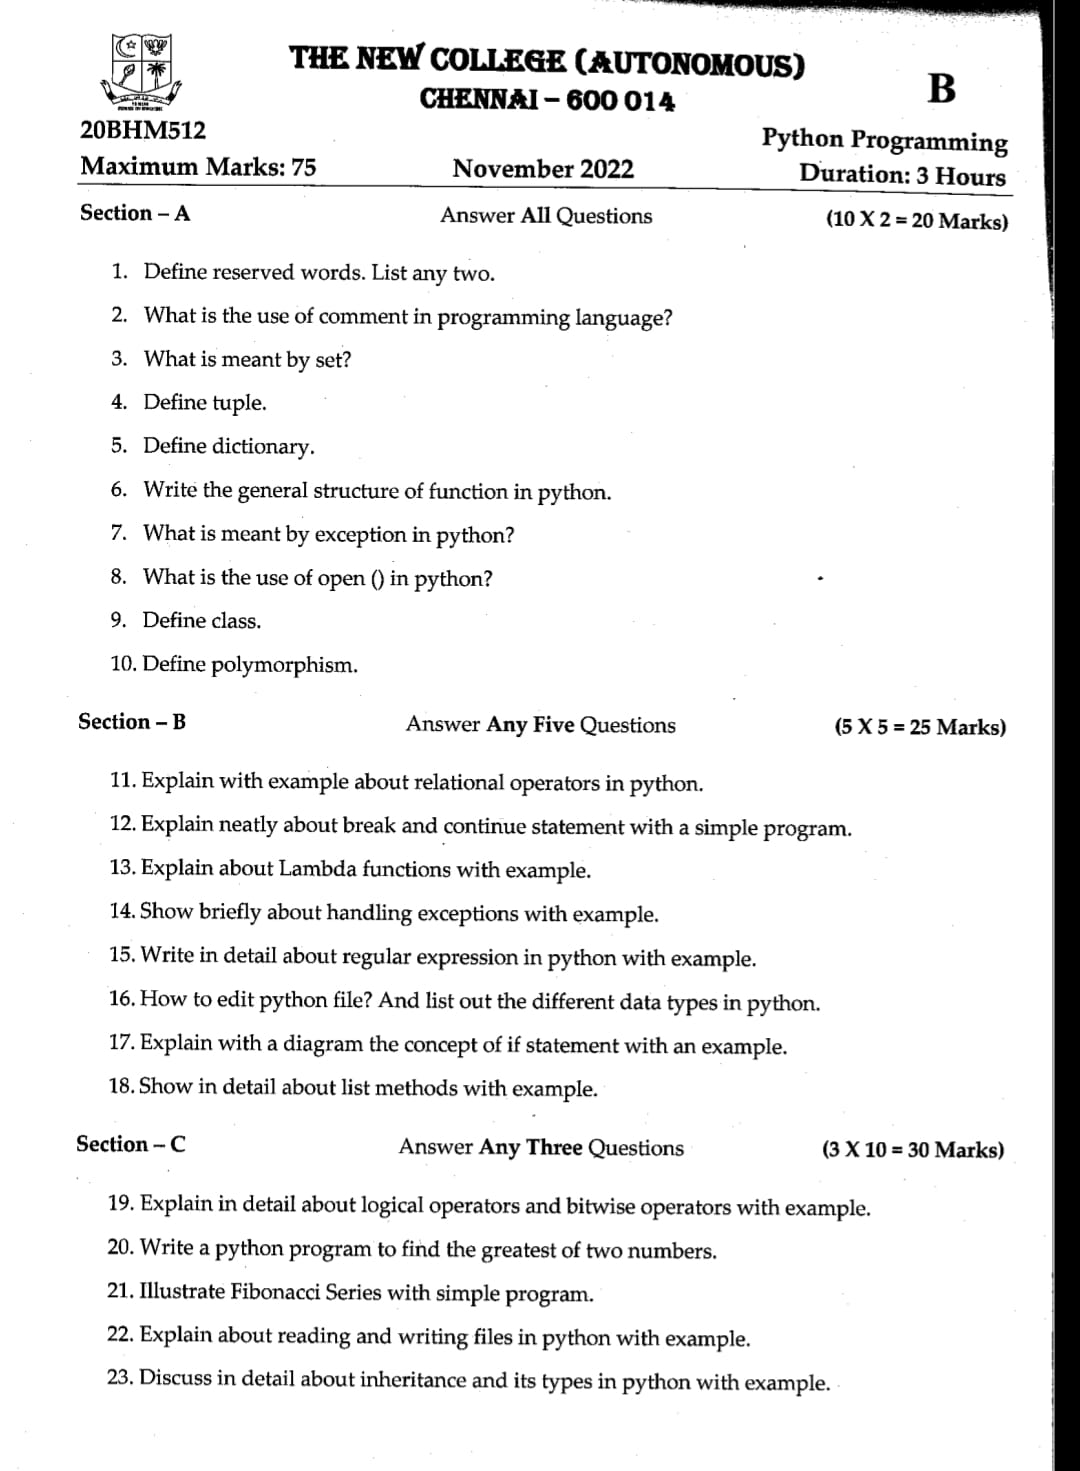 THE NEW COLLEGE (AUTONOMOUS)
CHENNAI – 600 014
B
20BHM512
Python Programming
Maximum Marks: 75 November 2022 Duration: 3 Hours
Section – A Answer All Questions (10 X 2 = 20 Marks)
1. Define reserved words. List any two.
2. What is the use of comment in programming language?
3. What is meant by set?
4. Define tuple.
5. Define dictionary.
6. Write the general structure of function in python.
7. What is meant by exception in python?
8. What is the use of open () in python?
9. Define class.
10. Define polymorphism.
Section – B Answer Any Five Questions (5 X 5 = 25 Marks)
11. Explain with example about relational operators in python.
12. Explain neatly about break and continue statement with a simple program.
13. Explain about Lambda functions with example.
14. Show briefly about handling exceptions with example.
15. Write in detail about regular expression in python with example.
16. How to edit python file? And list out the different data types in python.
17. Explain with a diagram the concept of if statement with an example.
18. Show in detail about list methods with example.
Section – C Answer Any Three Questions (3 X 10 = 30 Marks)
19. Explain in detail about logical operators and bitwise operators with example.
20. Write a python program to find the greatest of two numbers.
21. Illustrate Fibonacci Series with simple program.
22. Explain about reading and writing files in python with example.
23. Discuss in detail about inheritance and its types in python with example.